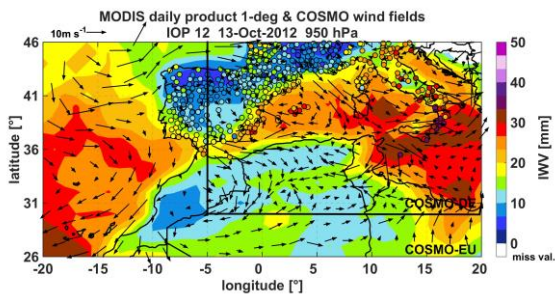 MODIS daily product 1-deg & COSMO wind fields
10m s⁻¹
IOP 12 13-Oct-2012 950 hPa
46
41
36
31
26
latitude [°]
-20 -15 -10 -5 0 5 10 15 20
longitude [°]
COSMO-DE
COSMO-EU
50
40
30
20
10
0
miss val.
IWV [mm]